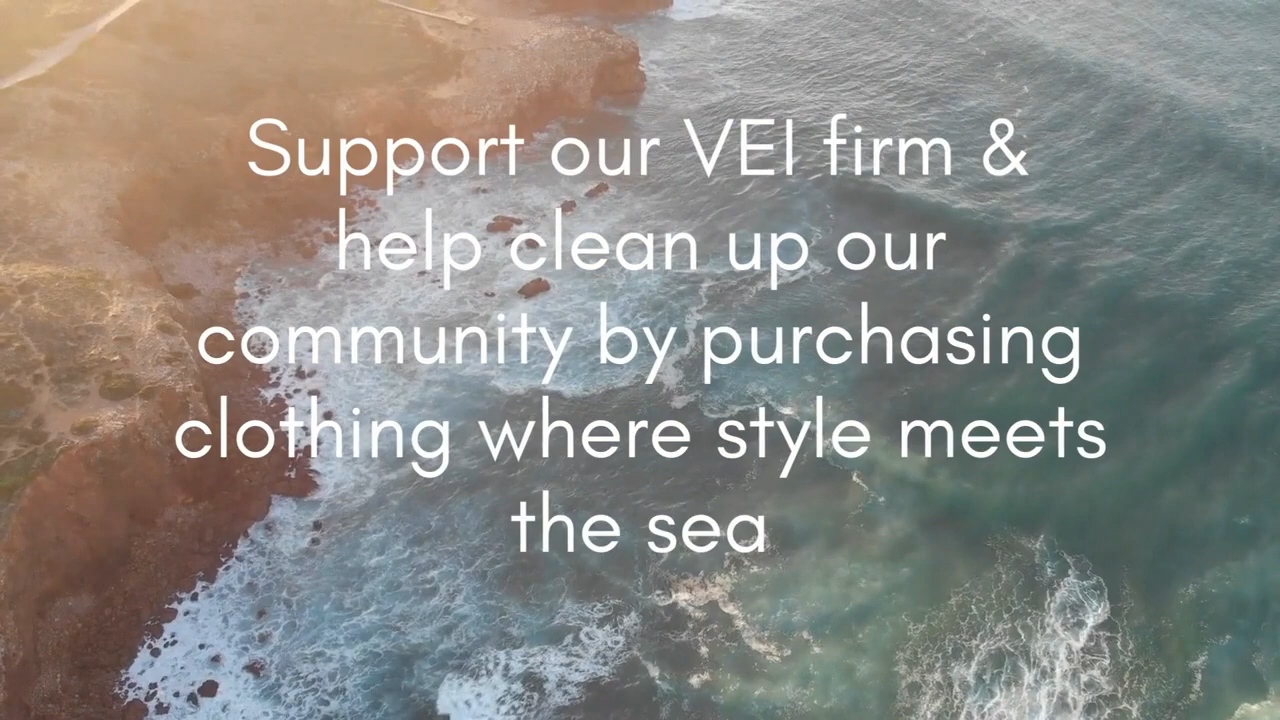 Support our VEI firm &
help clean up our
community by purchasing
clothing where style meets
the sea